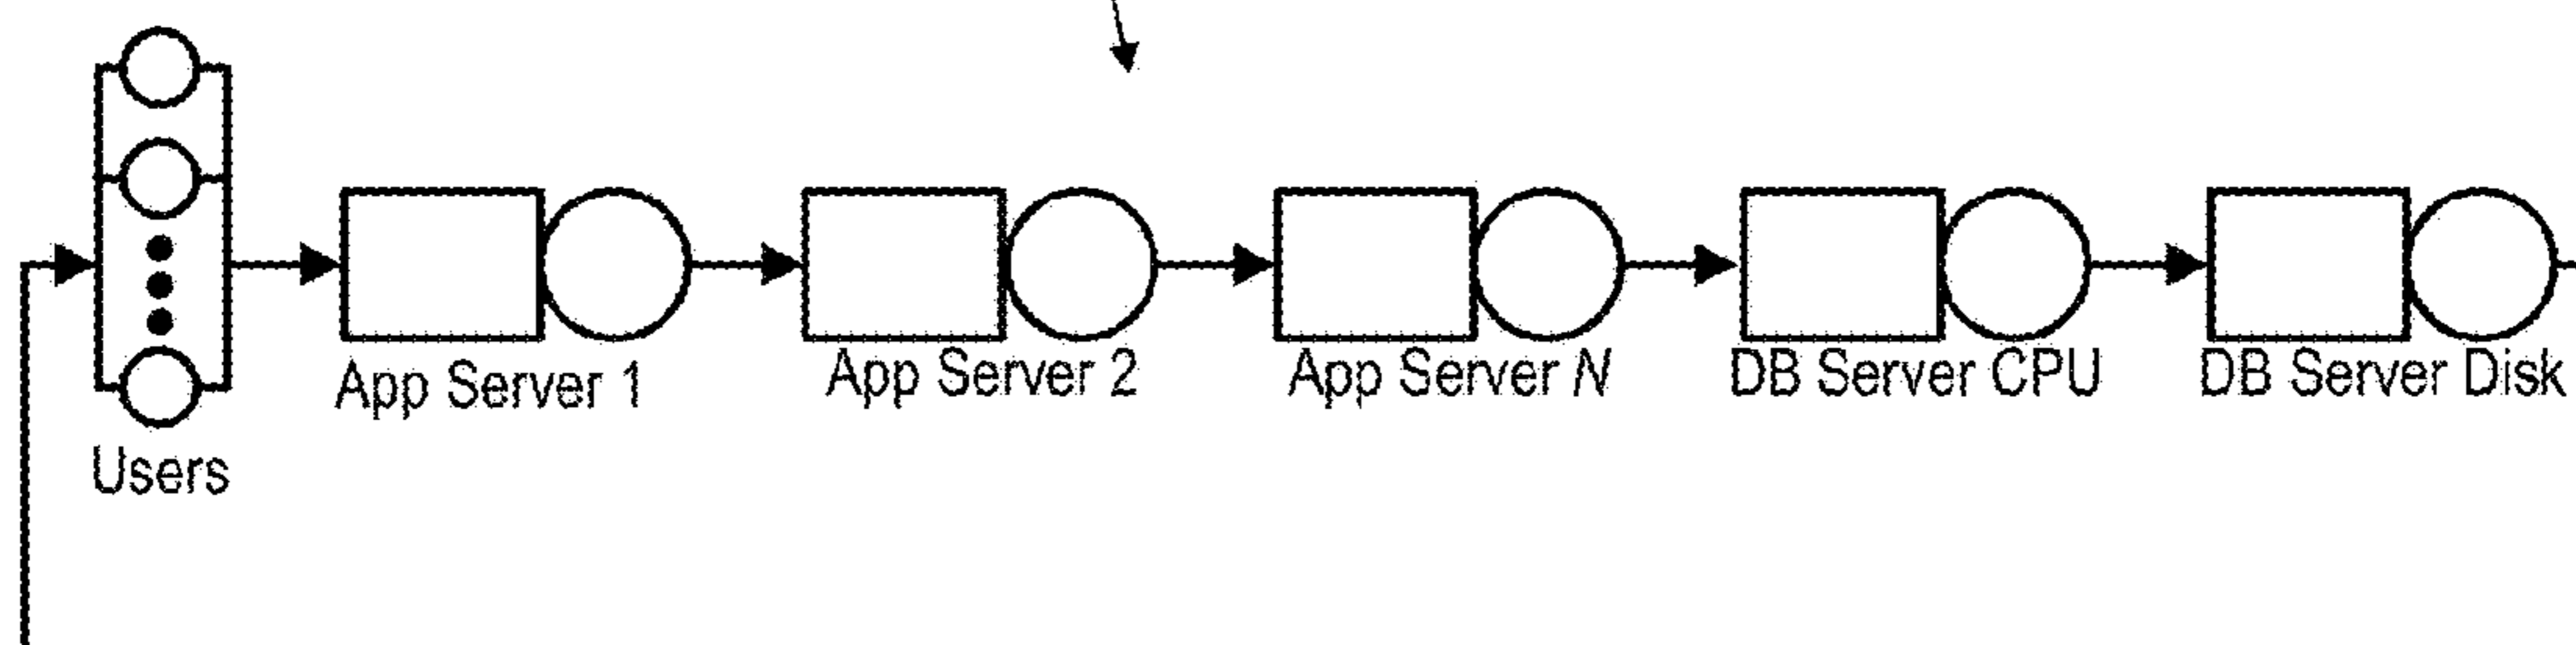 App Server 1
App Server 2
App Server N
DB Server CPU
DB Server Disk
Users